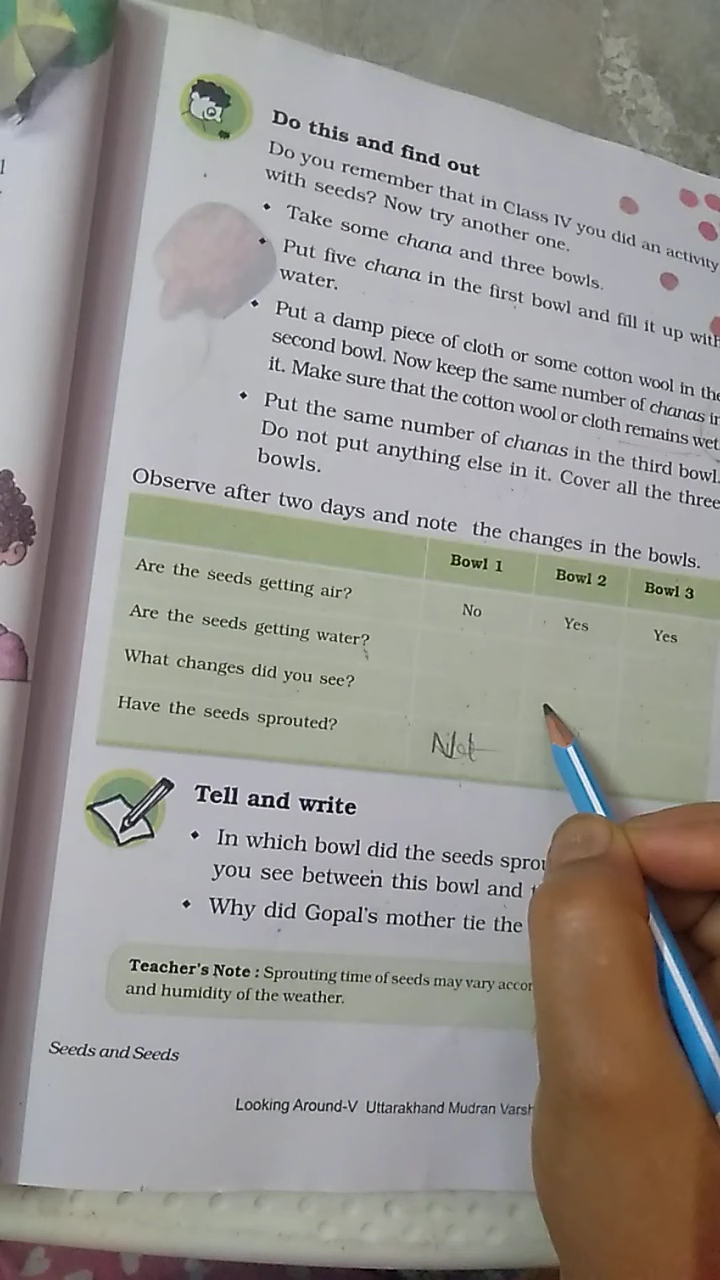 Do this and find out
Do you remember that in Class IV you did an activity
with seeds? Now try another one.
Take some chana and three bowls.
Put five chana in the first bowl and fill it up with
water.
Put a damp piece of cloth or some cotton wool in the
second bowl. Now keep the same number of chanas in
it. Make sure that the cotton wool or cloth remains wet.
Put the same number of chanas in the third bowl.
Do not put anything else in it. Cover all the three
bowls.
Observe after two days and note the changes in the bowls.
Bowl 1 Bowl 2 Bowl 3
Are the seeds getting air? No Yes Yes
Are the seeds getting water?
What changes did you see?
Have the seeds sprouted?
Tell and write
In which bowl did the seeds
you see between this bowl and
Why did Gopal's mother tie the
Teacher's Note : Sprouting time of seeds may vary
and humidity of the weather.
Seeds and Seeds
Looking Around-V Uttarakhand Mudran